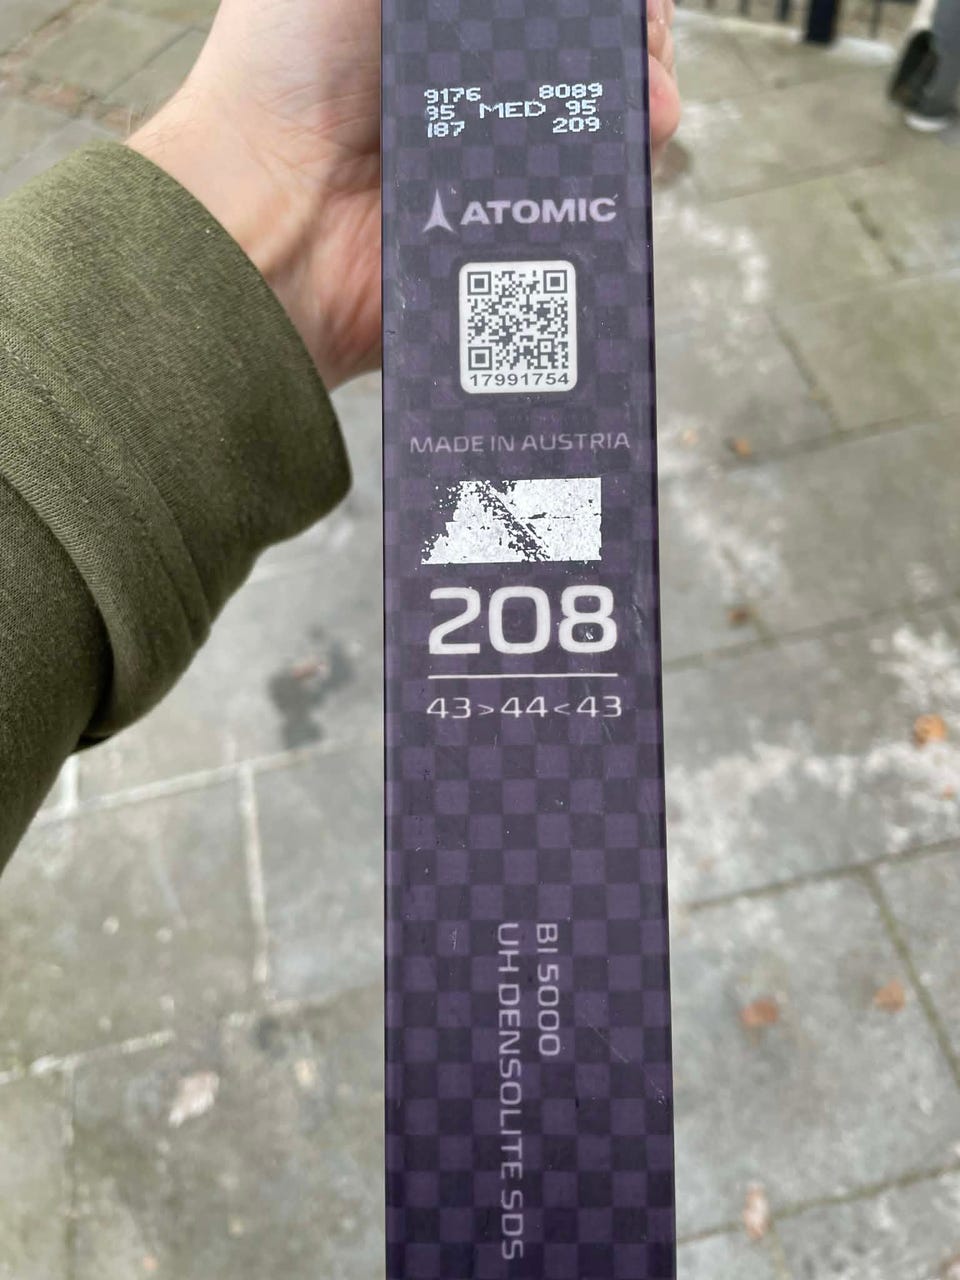 9176 8089
95 MED 95
187 209
ATOMIC
17991754
MADE IN AUSTRIA
208
43>44<43
BI 5000
UH DENSOLITE SDS